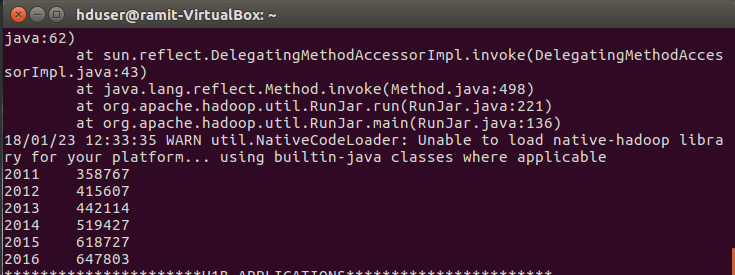 hduser@ramit-VirtualBox: ~
java:62)
at sun.reflect.DelegatingMethodAccessorImpl.invoke(DelegatingMethodAcces
sorImpl.java:43)
at java.lang.reflect.Method.invoke(Method.java:498)
at org.apache.hadoop.util.RunJar.run(RunJar.java:221)
at org.apache.hadoop.util.RunJar.main(RunJar.java:136)
18/01/23 12:33:35 WARN util.NativeCodeLoader: Unable to load native-hadoop libra
ry for your platform... using builtin-java classes where applicable
2011 358767
2012 415607
2013 442114
2014 519427
2015 618727
2016 647803
**********************H1B APPLICATIONS***********************